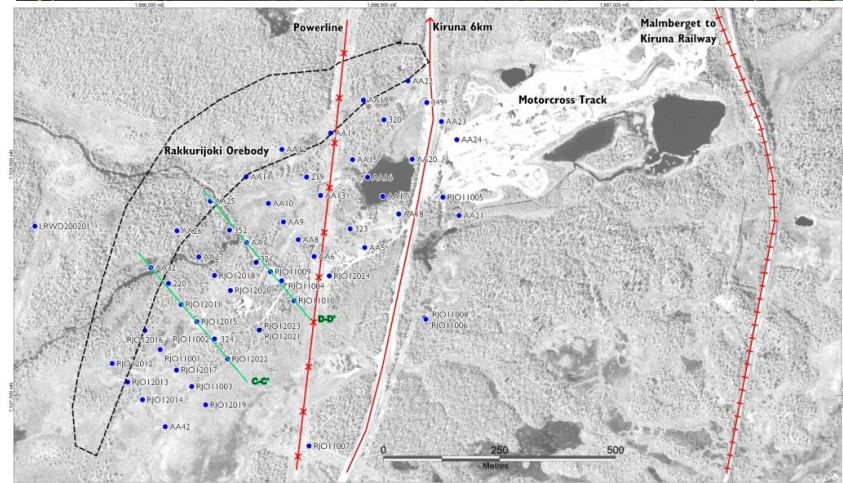 1,686,000 mE
1,686,500 mE
1,687,000 mE
Powerline
Kiruna 6km
Malmberget to
Kiruna Railway
AA22
AA19
349
Motorcross Track
320
AA23
AA14
AA24
Rakkurijoki Orebody
AA12
AA15
AA20
AA11
219
AA16
AA13
AA17
RJO11005
AA25
AA10
AA18
AA21
LRWD200201
AA9
352
323
AA26
AA1
AA8
AA5
AA27
AA6
321
232
RJO11009
RJO12018
RJO12024
RJO11004
220
RJO12020
RJO12011
RJO11010
D-D'
RJO12015
RJO11008
RJO11006
RJO12023
RJO12021
RJO12016
RJO11002
324
RJO11001
RJO12022
RJO12012
RJO12017
C-C'
RJO12013
RJO11003
RJO12014
RJO12019
AA42
RJO11007
0
250
500
Metres